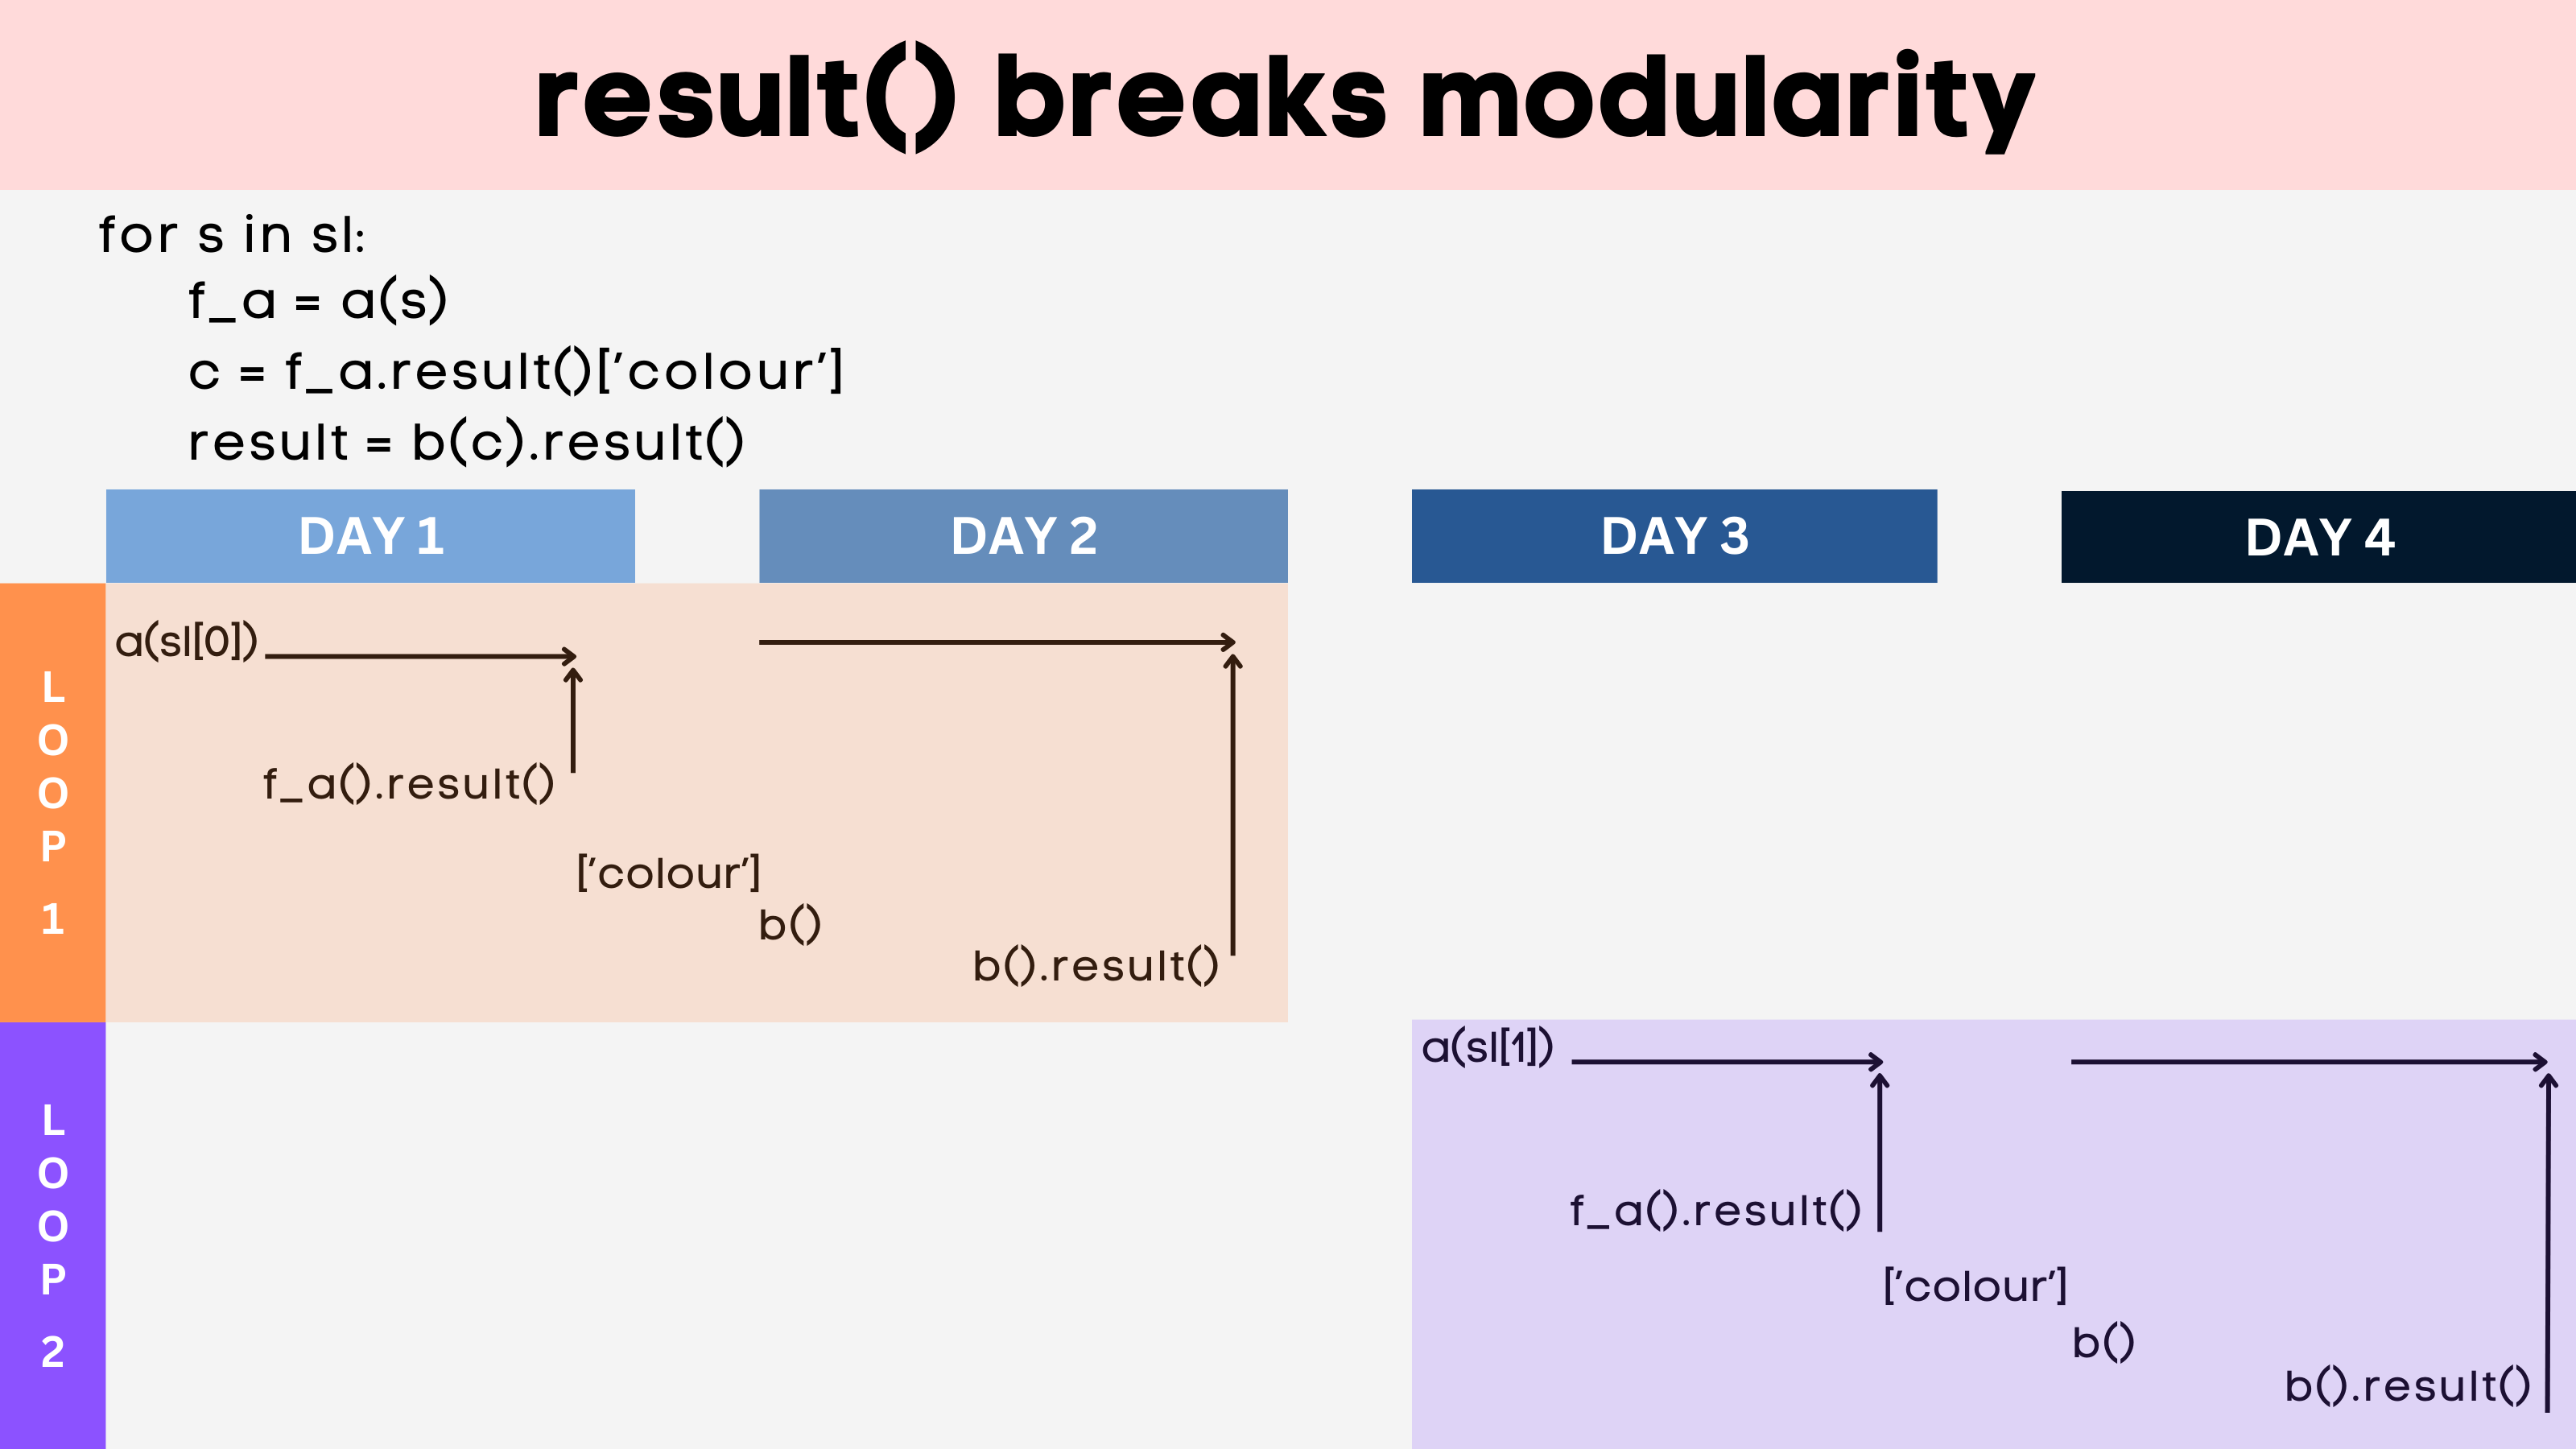 result() breaks modularity
for s in sl:
f_a = a(s)
c = f_a.result()['colour']
result = b(c).result()
DAY 1
DAY 2
DAY 3
DAY 4
LOOP 1
a(sl[0])
f_a().result()
['colour']
b()
b().result()
LOOP 2
a(sl[1])
f_a().result()
['colour']
b()
b().result()